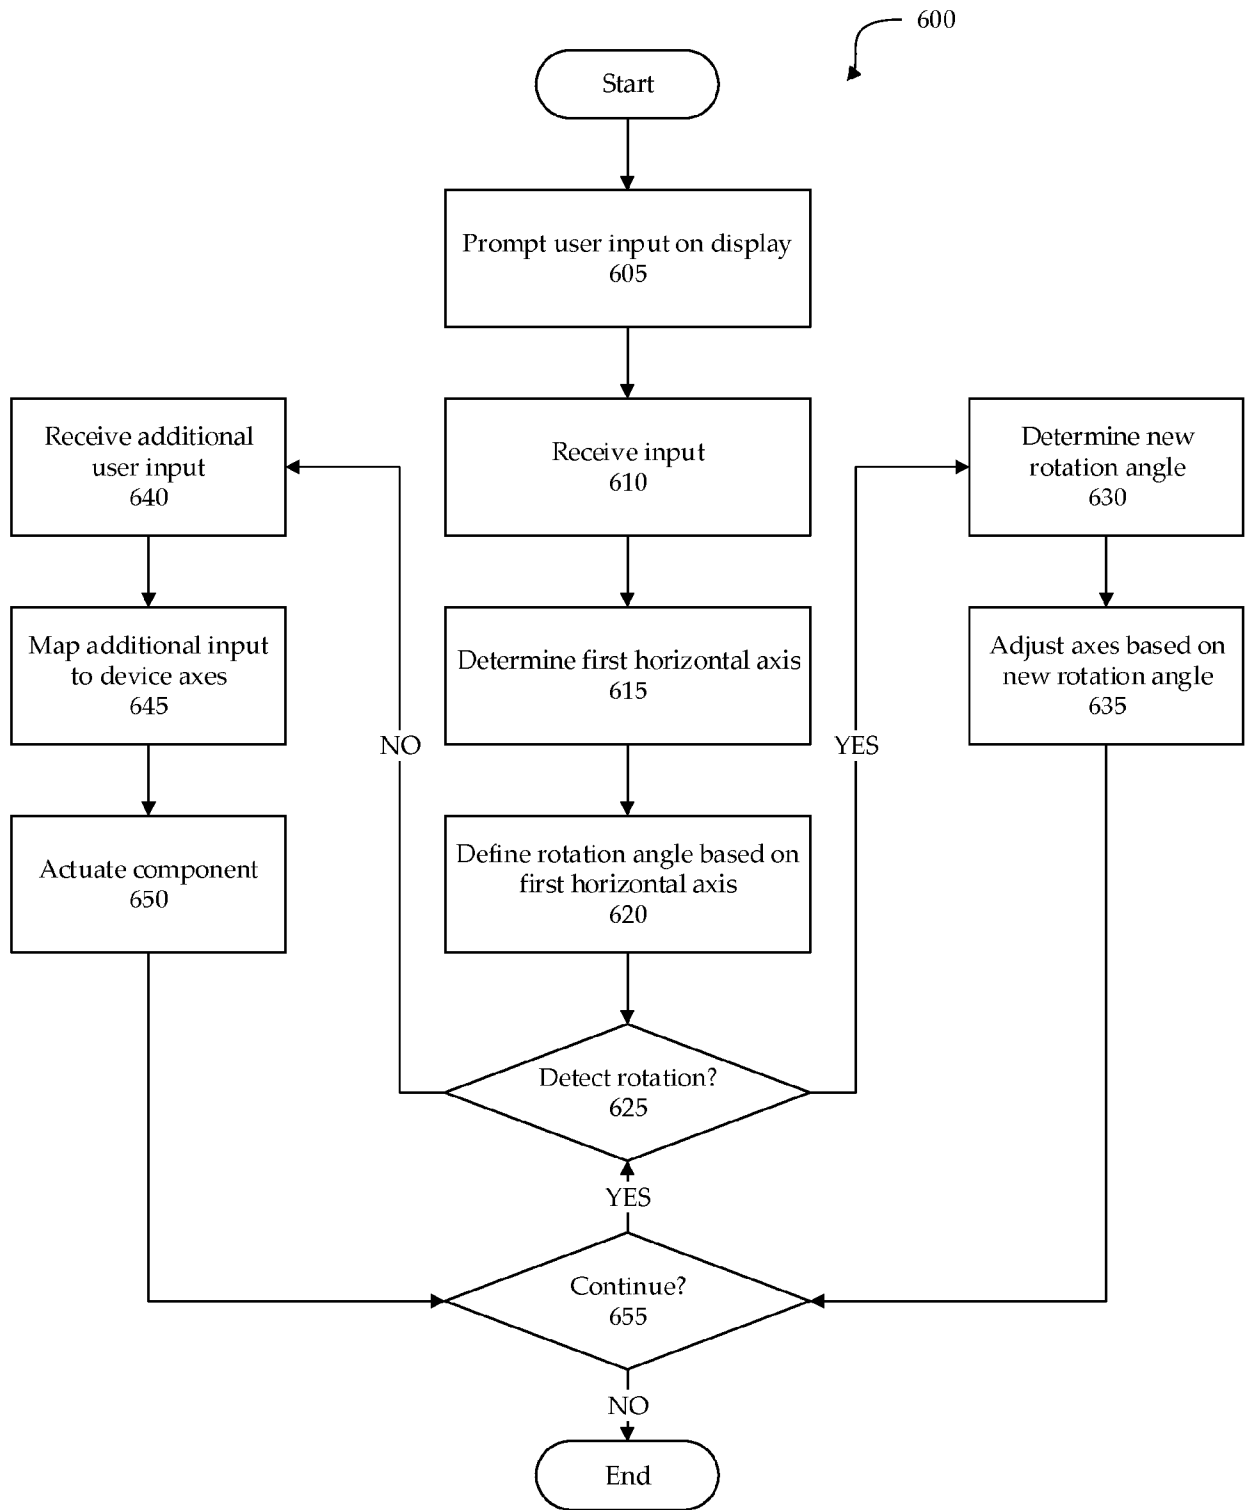 600
Start
Prompt user input on display
605
Receive additional
user input
640
Receive input
610
Determine new
rotation angle
630
Map additional input
to device axes
645
Determine first horizontal axis
615
Adjust axes based on
new rotation angle
635
NO
YES
Actuate component
650
Define rotation angle based on
first horizontal axis
620
Detect rotation?
625
YES
Continue?
655
NO
End